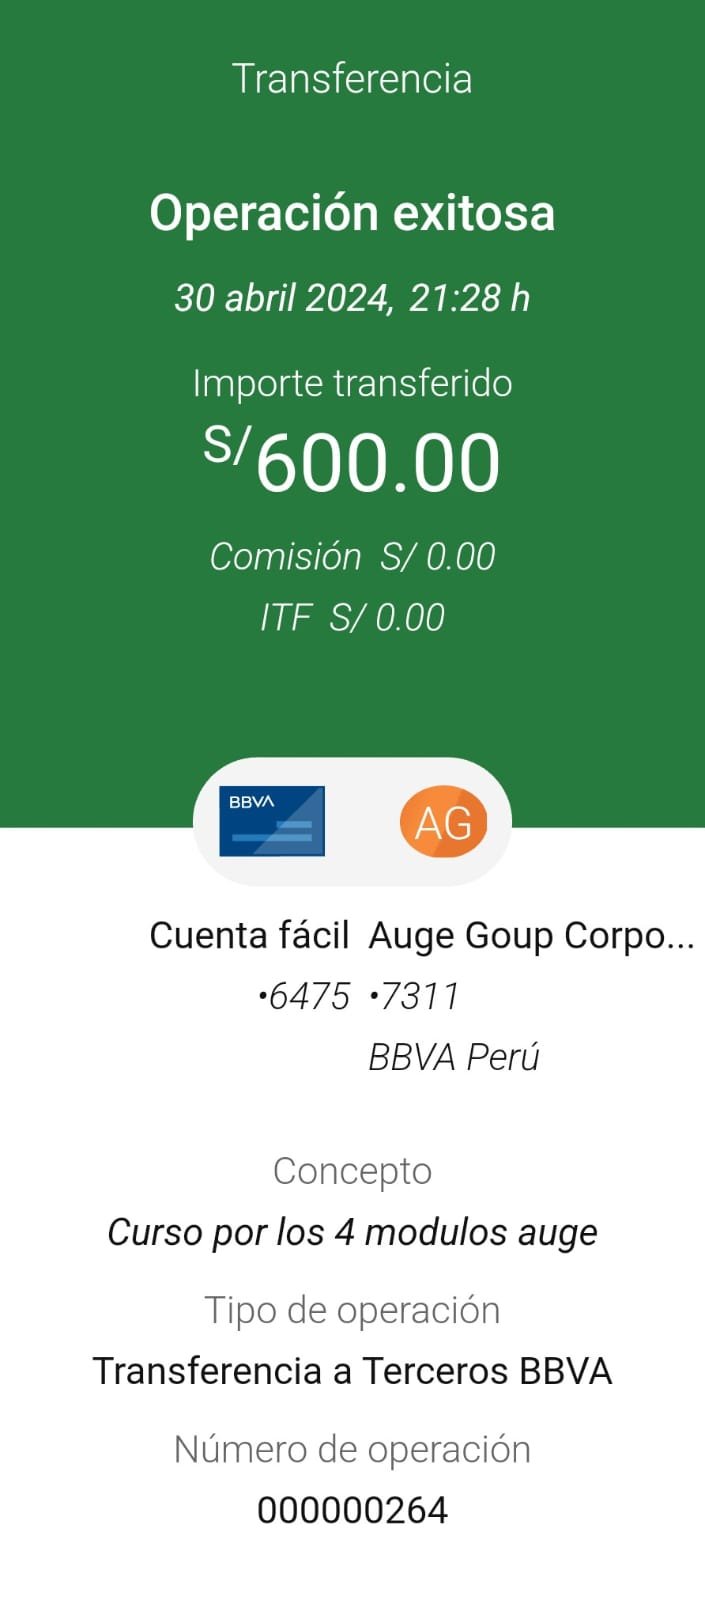 Transferencia
Operación exitosa
30 abril 2024, 21:28 h
Importe transferido
S/600.00
Comisión S/ 0.00
ITF S/ 0.00
BBVA
AG
Cuenta fácil Auge Goup Corpo...
•6475 •7311
BBVA Perú
Concepto
Curso por los 4 modulos auge
Tipo de operación
Transferencia a Terceros BBVA
Número de operación
000000264